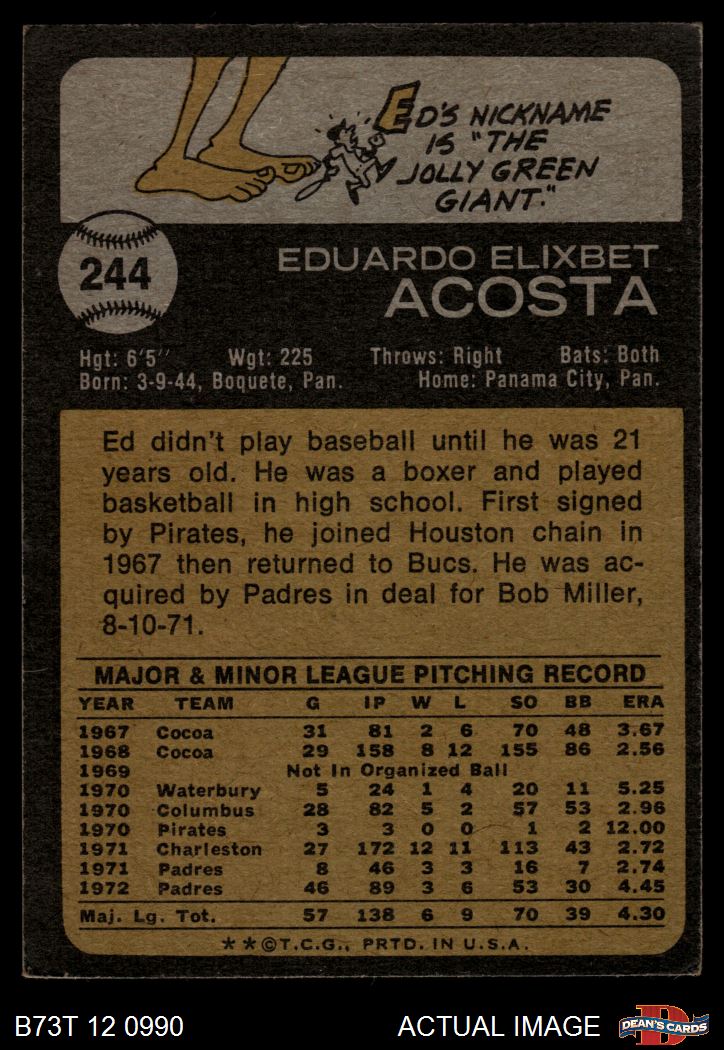 ED'S NICKNAME
IS "THE
JOLLY GREEN
GIANT."
244
EDUARDO ELIXBET
ACOSTA
Hgt: 6'5" Wgt: 225 Throws: Right Bats: Both
Born: 3-9-44, Boquete, Pan. Home: Panama City, Pan.
Ed didn't play baseball until he was 21
years old. He was a boxer and played
basketball in high school. First signed
by Pirates, he joined Houston chain in
1967 then returned to Bucs. He was ac-
quired by Padres in deal for Bob Miller,
8-10-71.
MAJOR & MINOR LEAGUE PITCHING RECORD
YEAR TEAM G IP W L SO BB ERA
1967 Cocoa 31 81 2 6 70 48 3.67
1968 Cocoa 29 158 8 12 155 86 2.56
1969 Not In Organized Ball
1970 Waterbury 5 24 1 4 20 11 5.25
1970 Columbus 28 82 5 2 57 53 2.96
1970 Pirates 3 3 0 0 1 2 12.00
1971 Charleston 27 172 12 11 113 43 2.72
1971 Padres 8 46 3 3 16 7 2.74
1972 Padres 46 89 3 6 53 30 4.45
Maj. Lg. Tot. 57 138 6 9 70 39 4.30
**©T.C.G., PRTD. IN U.S.A.
B73T 12 0990 ACTUAL IMAGE DEAN'S CARDS